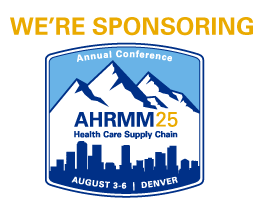 WE'RE SPONSORING
Annual Conference
AHRMM25
Health Care Supply Chain
AUGUST 3-6 | DENVER